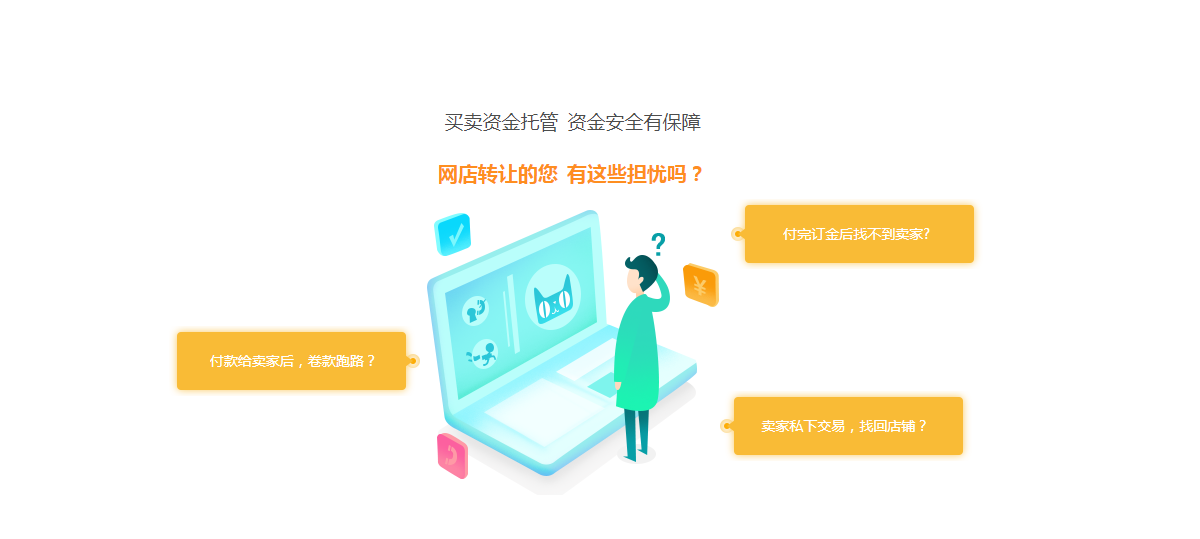 买卖资金托管 资金安全有保障
网店转让的您 有这些担忧吗？
付完订金后找不到卖家?
付款给卖家后，卷款跑路？
卖家私下交易，找回店铺？
?
¥